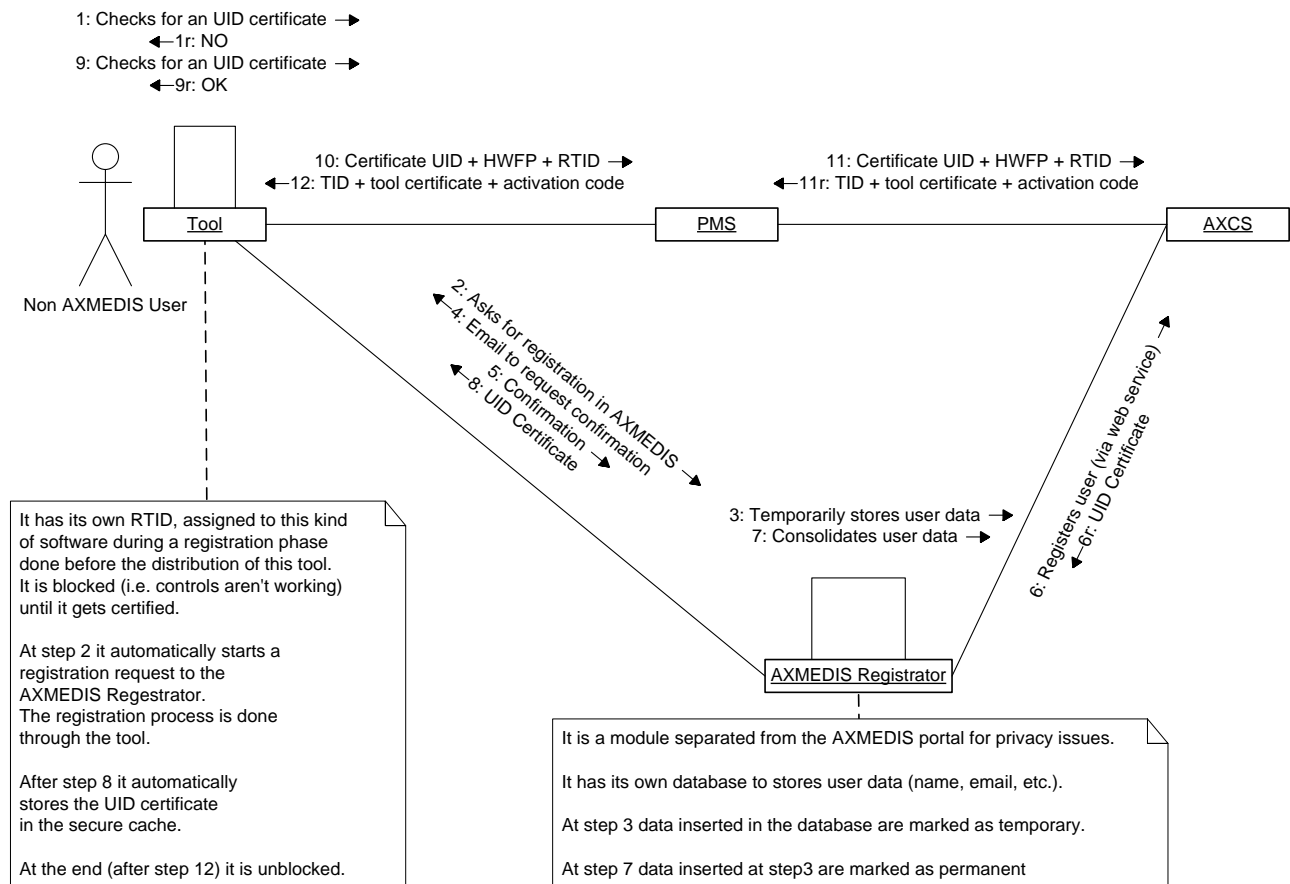 1: Checks for an UID certificate
1r: NO
9: Checks for an UID certificate
9r: OK
10: Certificate UID + HWFP + RTID
12: TID + tool certificate + activation code
11: Certificate UID + HWFP + RTID
11r: TID + tool certificate + activation code
Tool
PMS
AXCS
Non AXMEDIS User
2: Asks for registration in AXMEDIS
4: Email to request confirmation
5: Confirmation
8: UID Certificate
6: Registers user (via web service)
6r: UID Certificate
3: Temporarily stores user data
7: Consolidates user data
AXMEDIS Registrator
It has its own RTID, assigned to this kind
of software during a registration phase
done before the distribution of this tool.
It is blocked (i.e. controls aren't working)
until it gets certified.
At step 2 it automatically starts a
registration request to the
AXMEDIS Regestrator.
The registration process is done
through the tool.
After step 8 it automatically
stores the UID certificate
in the secure cache.
At the end (after step 12) it is unblocked.
It is a module separated from the AXMEDIS portal for privacy issues.
It has its own database to stores user data (name, email, etc.).
At step 3 data inserted in the database are marked as temporary.
At step 7 data inserted at step3 are marked as permanent